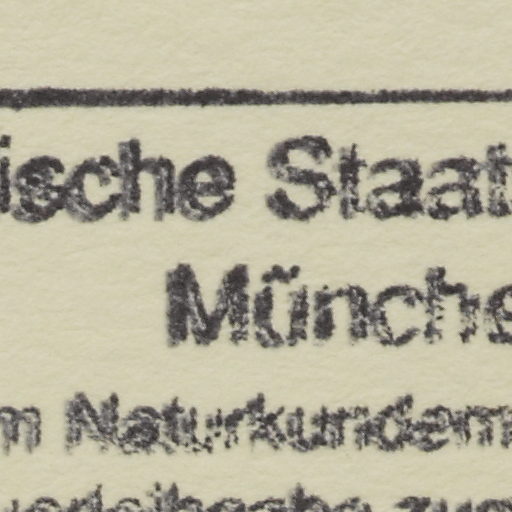 ische Staat
Münche
m Naturkundem